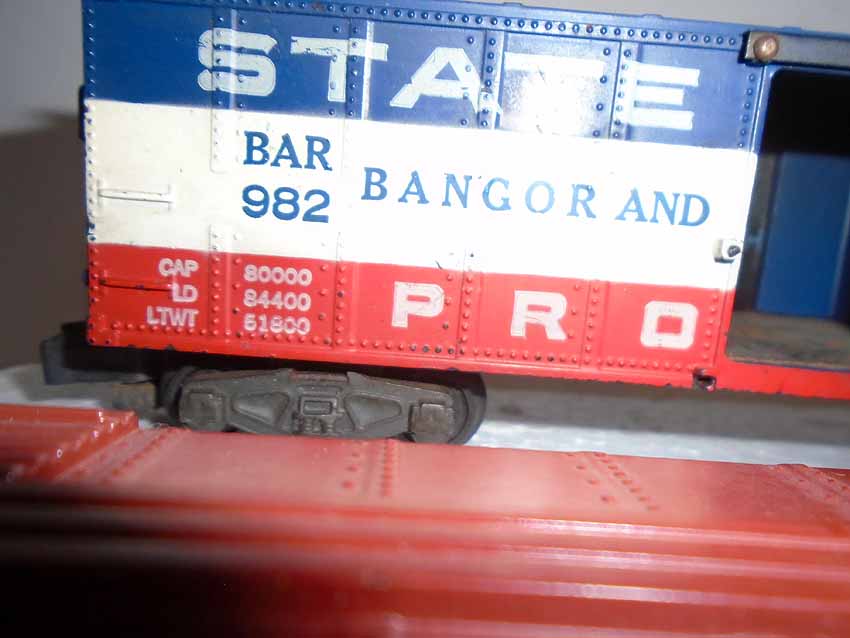 STATE
BAR
982
BANGOR AND
CAP 80000
LD 84400
LTWT 51800
PRO